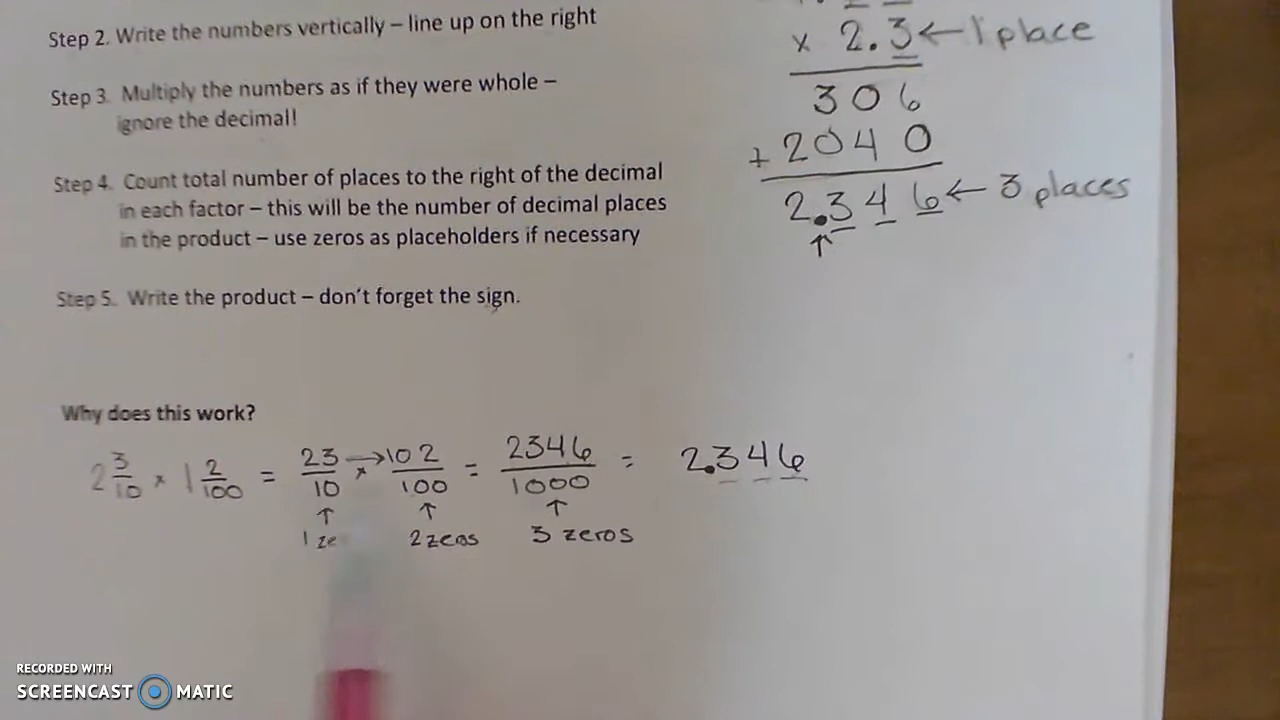 Step 2. Write the numbers vertically – line up on the right
x 2.3 ← 1 place
Step 3. Multiply the numbers as if they were whole –
ignore the decimal!
306
+ 2040
Step 4. Count total number of places to the right of the decimal
in each factor – this will be the number of decimal places
in the product – use zeros as placeholders if necessary
2.346 ← 3 places
↑
Step 5. Write the product – don't forget the sign.
Why does this work?
2 3/10 x 1 2/100 = 23/10 x 102/100 = 2346/1000 = 2.346
↑ ↑ ↑
1 ze 2 zeros 3 zeros
RECORDED WITH
SCREENCAST MATIC